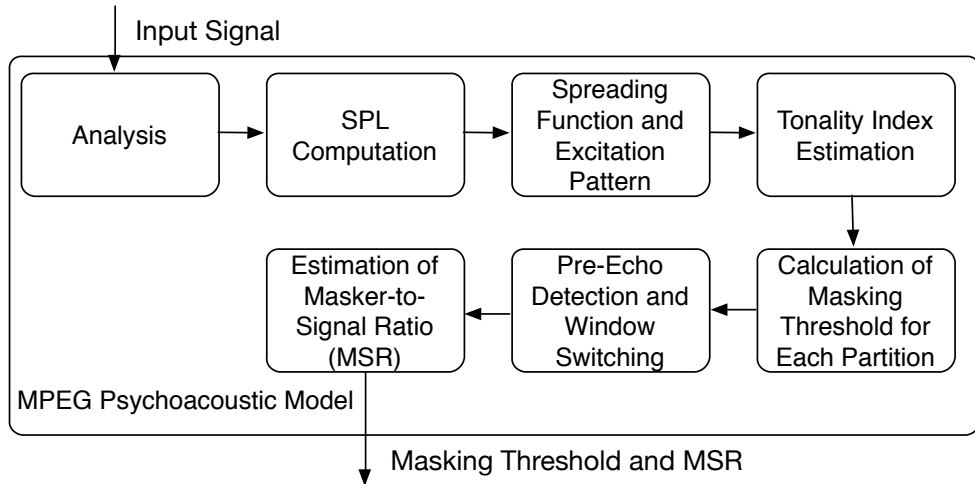 Input Signal
Analysis
SPL
Computation
Spreading
Function and
Excitation
Pattern
Tonality Index
Estimation
Estimation of
Masker-to-
Signal Ratio
(MSR)
Pre-Echo
Detection and
Window
Switching
Calculation of
Masking
Threshold for
Each Partition
MPEG Psychoacoustic Model
Masking Threshold and MSR